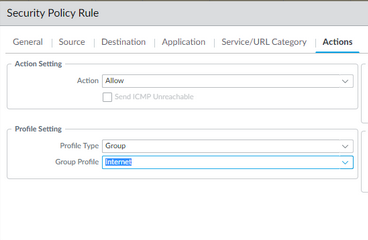 Security Policy Rule
General | Source | Destination | Application | Service/URL Category | Actions
Action Setting
Action Allow
Send ICMP Unreachable
Profile Setting
Profile Type Group
Group Profile Internet